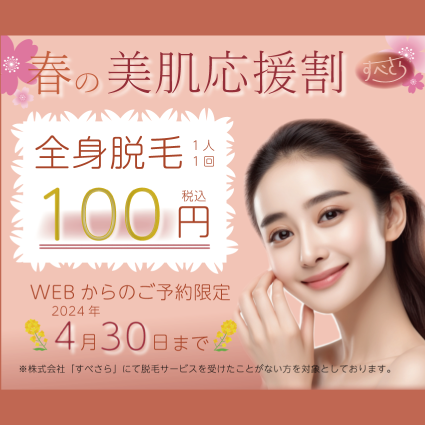 春の美肌応援割
すべさら
全身脱毛 1人1回
税込
100円
WEBからのご予約限定
2024年
4月30日まで
※株式会社「すべさら」にて脱毛サービスを受けたことがない方を対象としております。